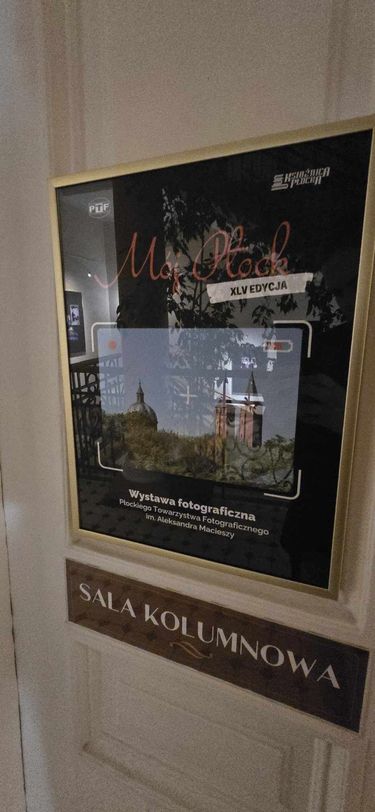 PTF
KSIĄŻNICA
PŁOCKA
Mój Płock
XLV EDYCJA
Wystawa fotograficzna
Płockiego Towarzystwa Fotograficznego
im. Aleksandra Macieszy
SALA KOLUMNOWA